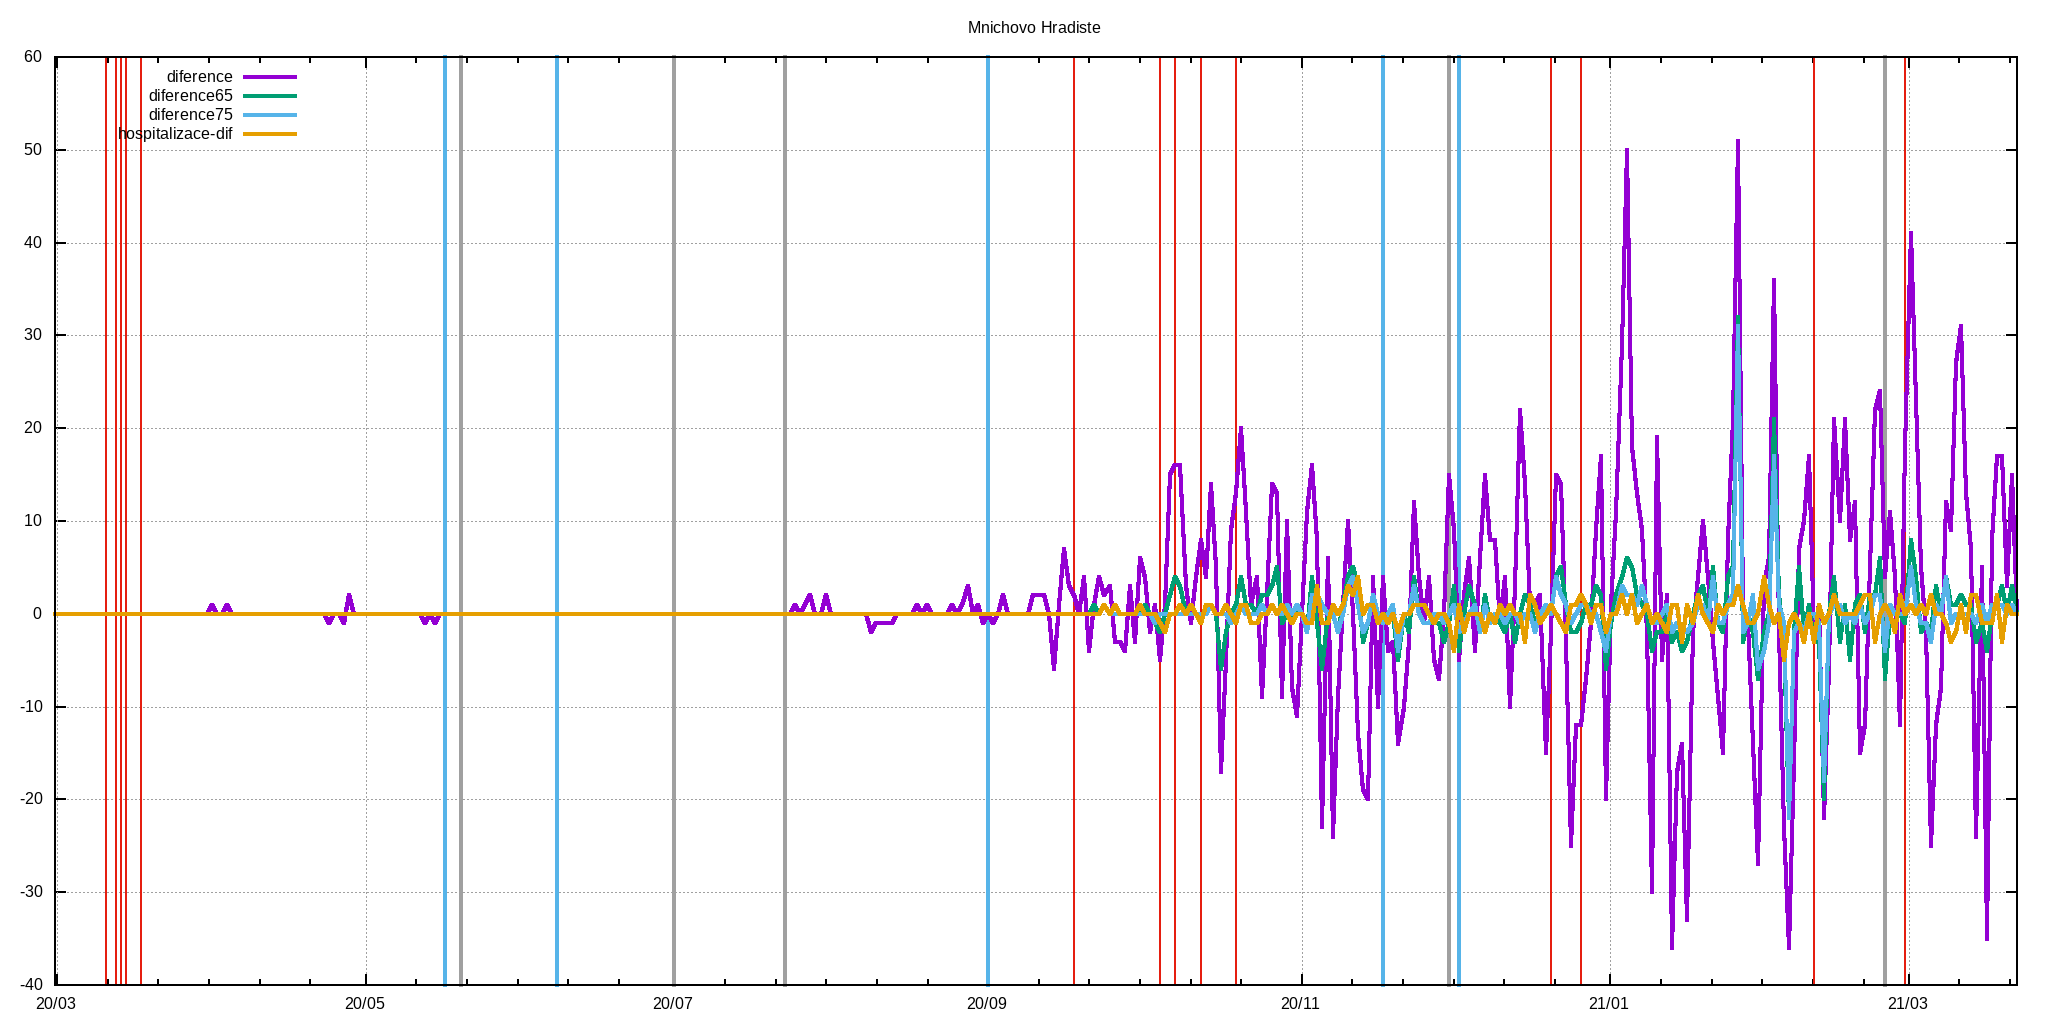 Mnichovo Hradiste
diference
diference65
diference75
hospitalizace-dif
60
50
40
30
20
10
0
-10
-20
-30
-40
20/03 20/05 20/07 20/09 20/11 21/01 21/03